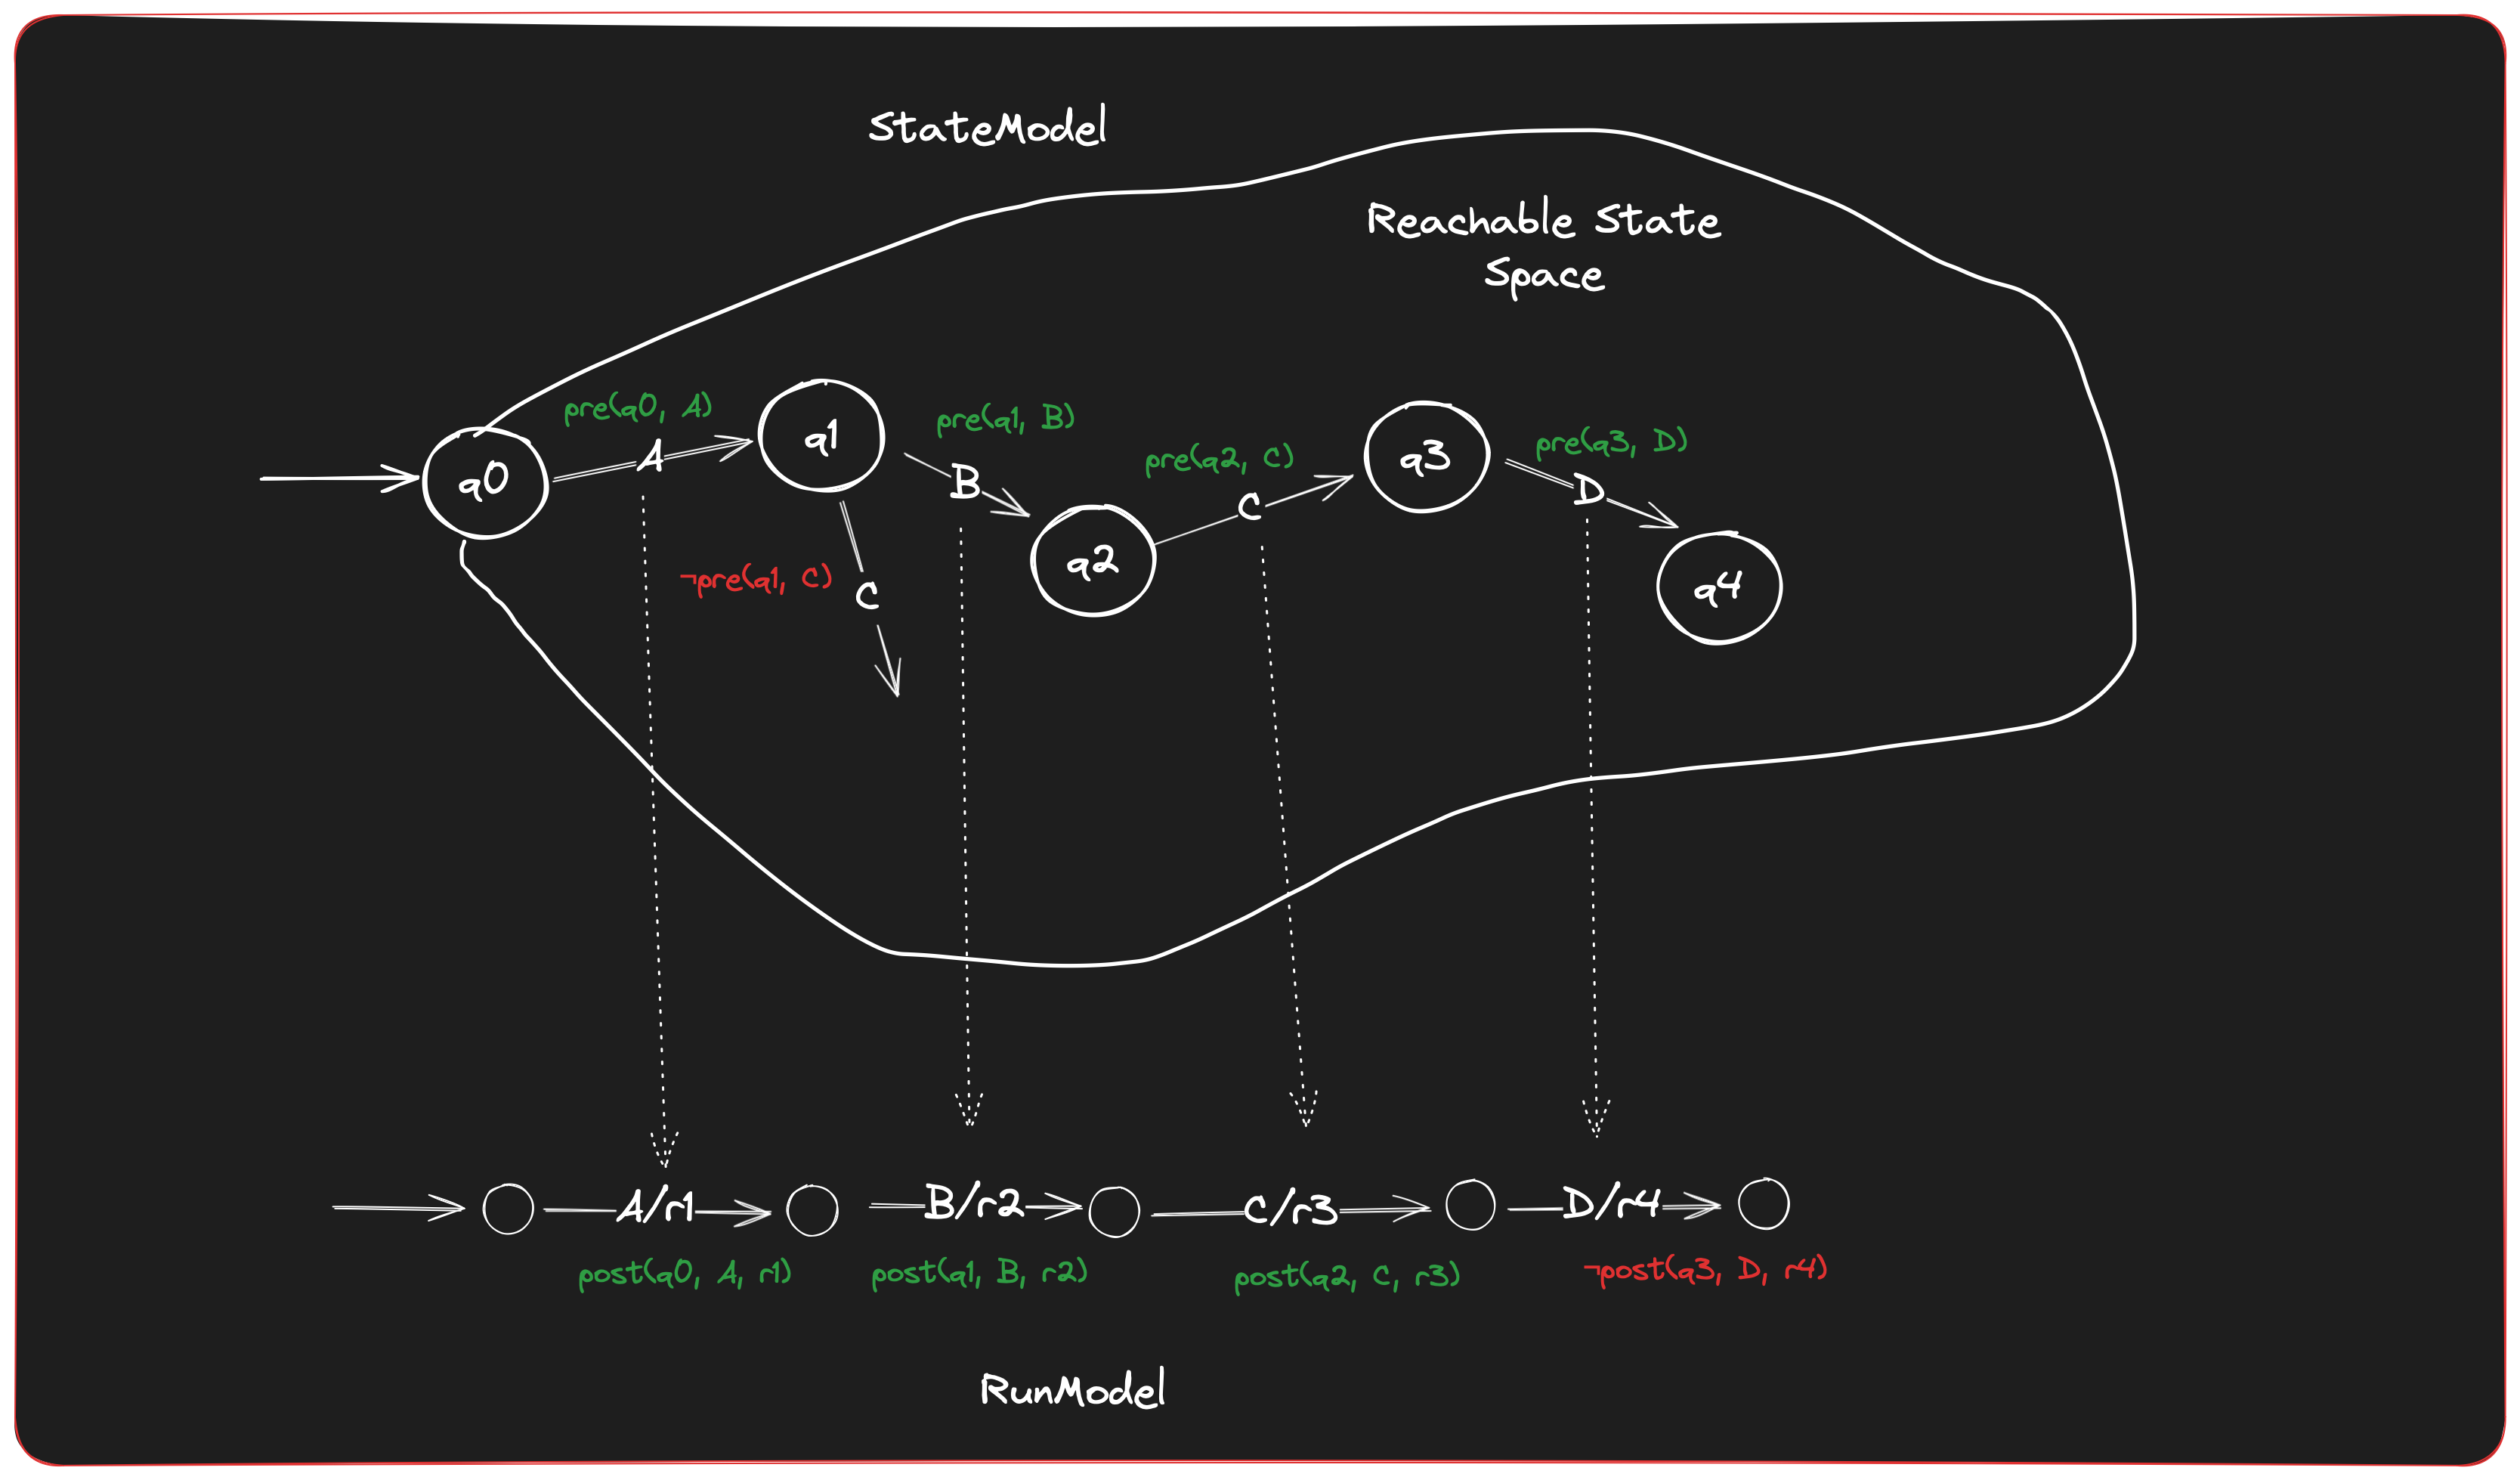 StateModel
Reachable State
Space
pre(q0, A)
pre(q1, B)
pre(q2, C)
pre(q3, D)
q0
A
q1
B
C
q3
D
q2
q4
¬pre(q1, C)
C
A/r1
B/r2
C/r3
D/r4
post(q0, A, r1)
post(q1, B, r2)
post(q2, C, r3)
¬post(q3, D, r4)
RunModel